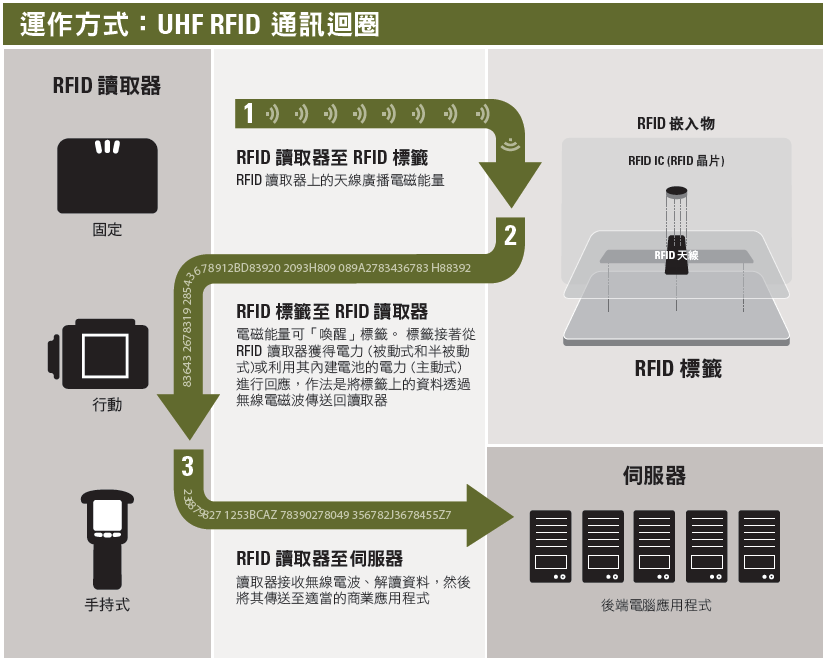 運作方式：UHF RFID 通訊迴圈
RFID 讀取器
固定
行動
手持式
1
RFID 讀取器至 RFID 標籤
RFID 讀取器上的天線廣播電磁能量
2
83643 2678319 28543678912BD83920 2093H809 089A2783436783 H88392
RFID 標籤至 RFID 讀取器
電磁能量可「喚醒」標籤。 標籤接著從
RFID 讀取器獲得電力 (被動式和半被動
式)或利用其內建電池的電力 (主動式)
進行回應，作法是將標籤上的資料透過
無線電磁波傳送回讀取器
3
827 1253BCAZ 78390278049 356782J3678455Z7
RFID 讀取器至伺服器
讀取器接收無線電波、解讀資料，然後
將其傳送至適當的商業應用程式
RFID 嵌入物
RFID IC (RFID 晶片)
RFID 天線
RFID 標籤
伺服器
後端電腦應用程式